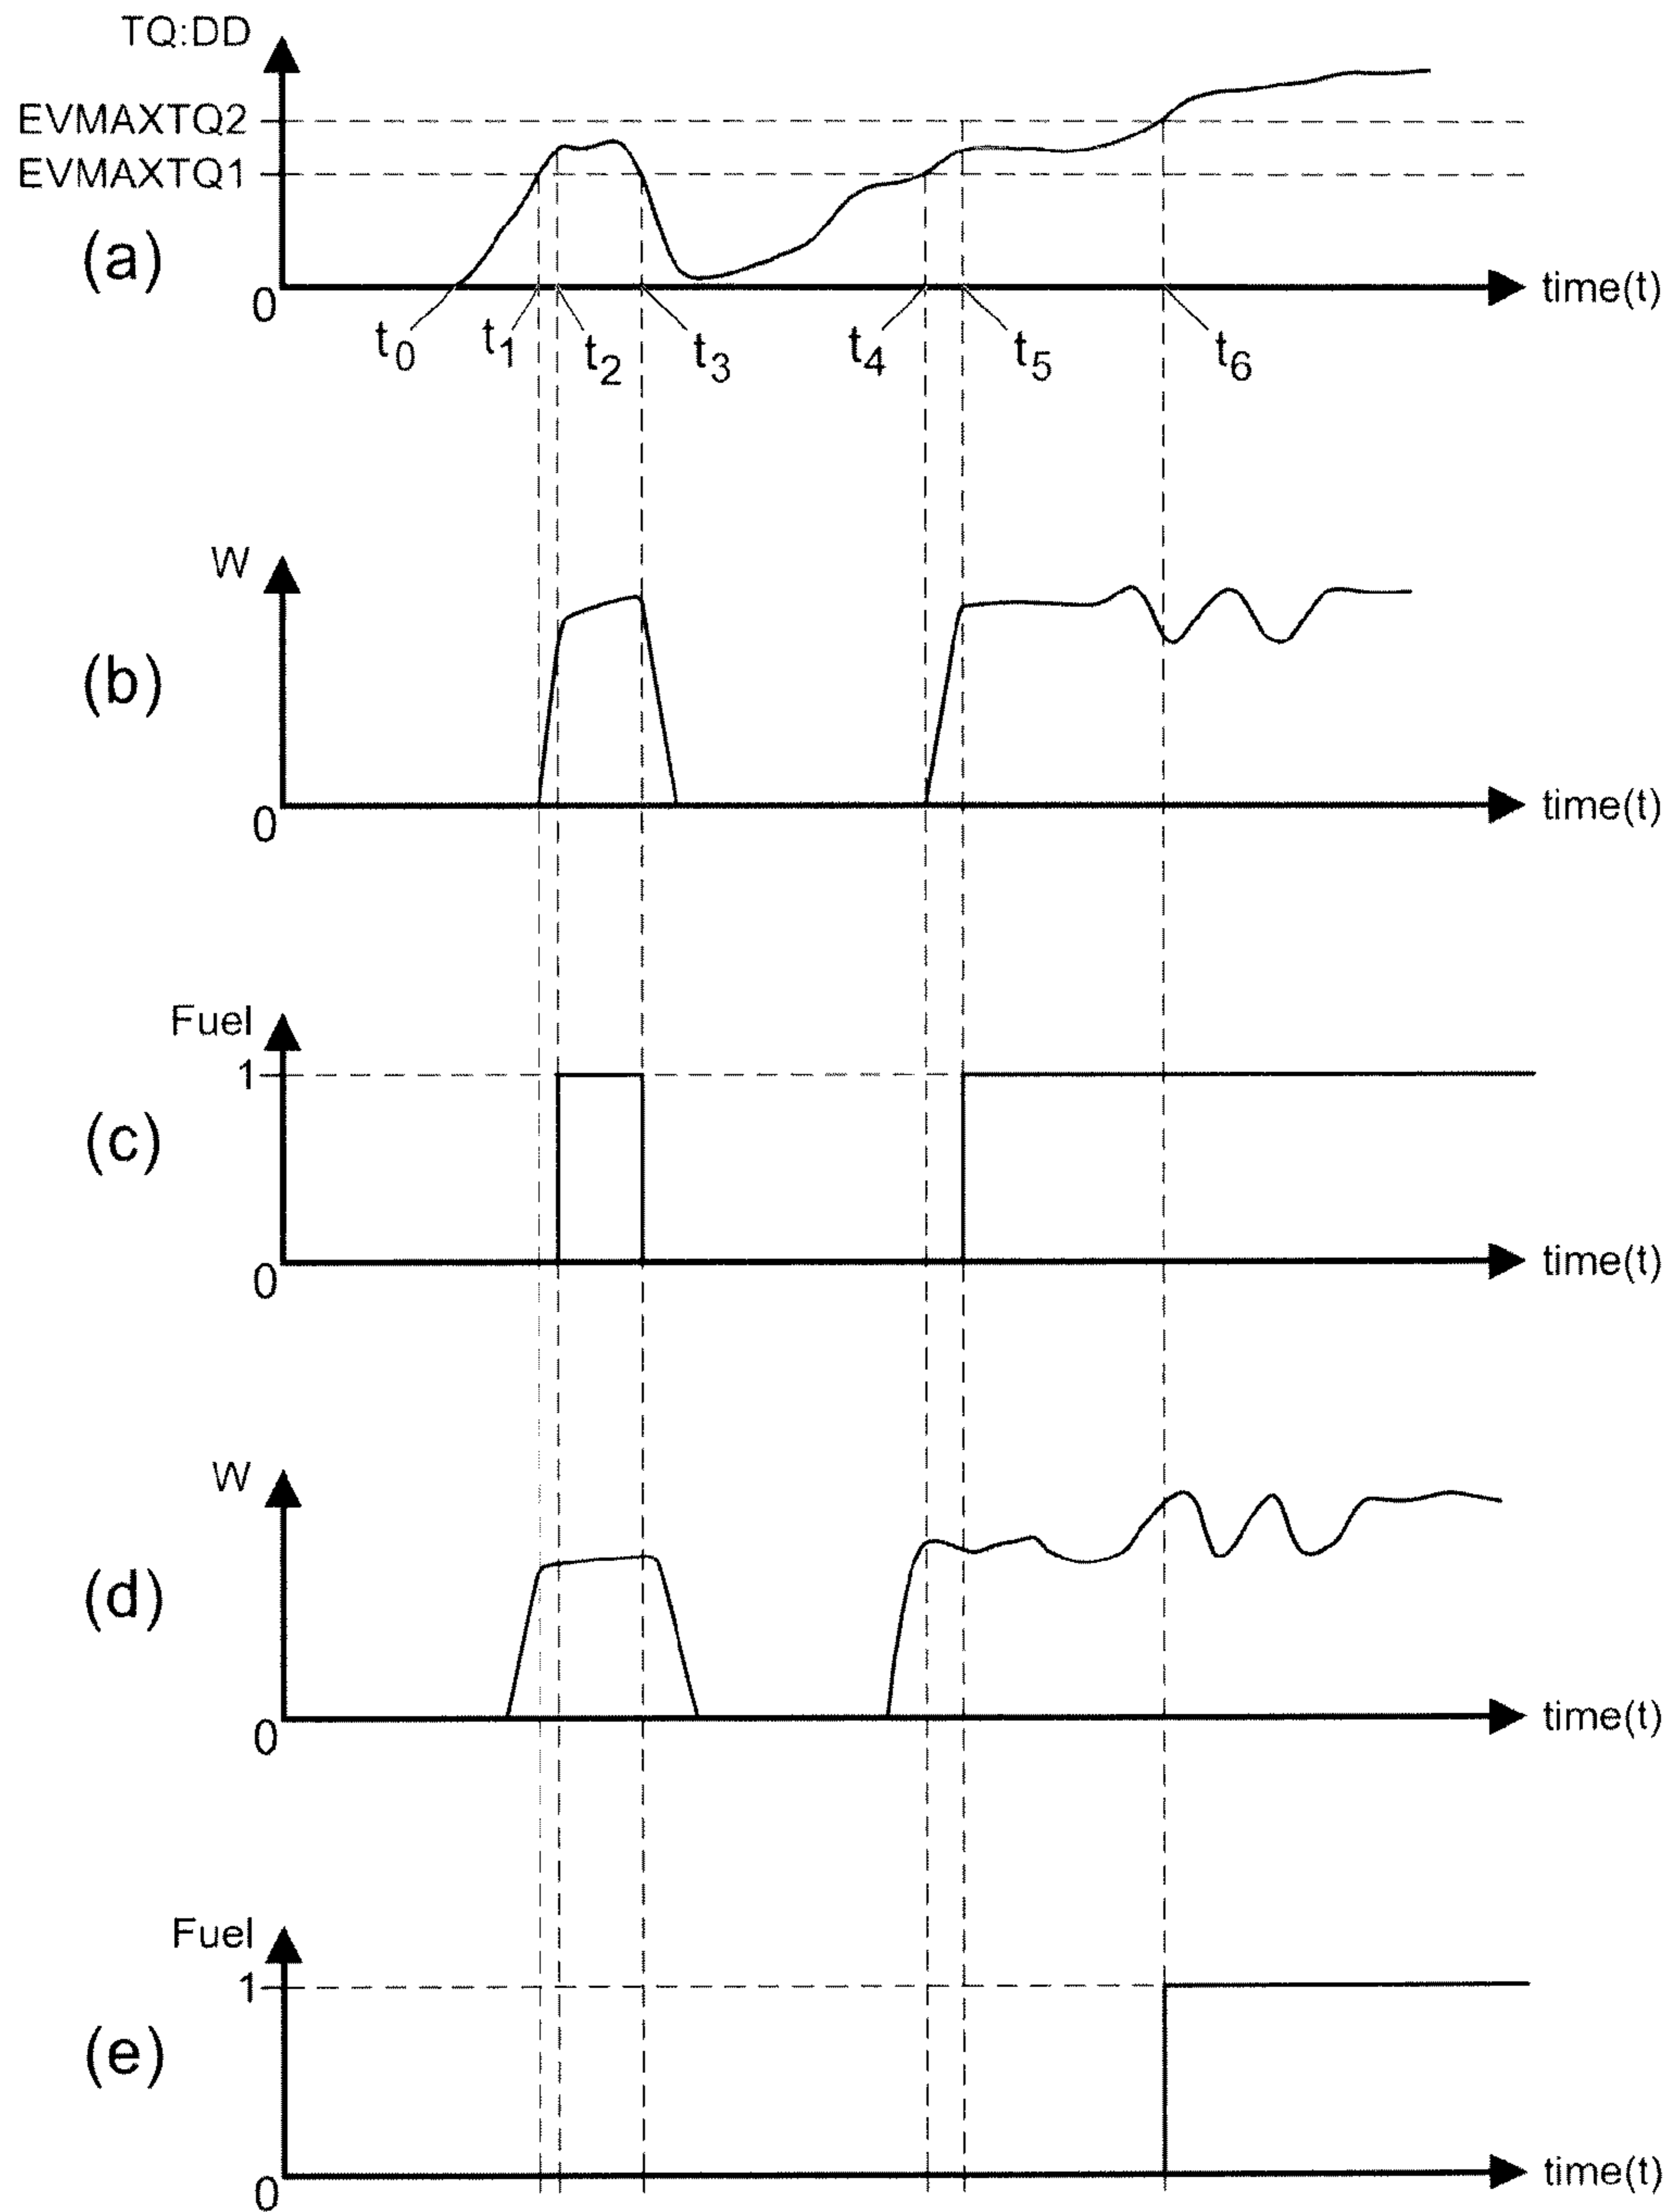 TQ:DD
EVMAXTQ2
EVMAXTQ1
(a)
0
time(t)
t0 t1 t2 t3 t4 t5 t6
W
(b)
0
time(t)
Fuel
1
(c)
0
time(t)
W
(d)
0
time(t)
Fuel
1
(e)
0
time(t)